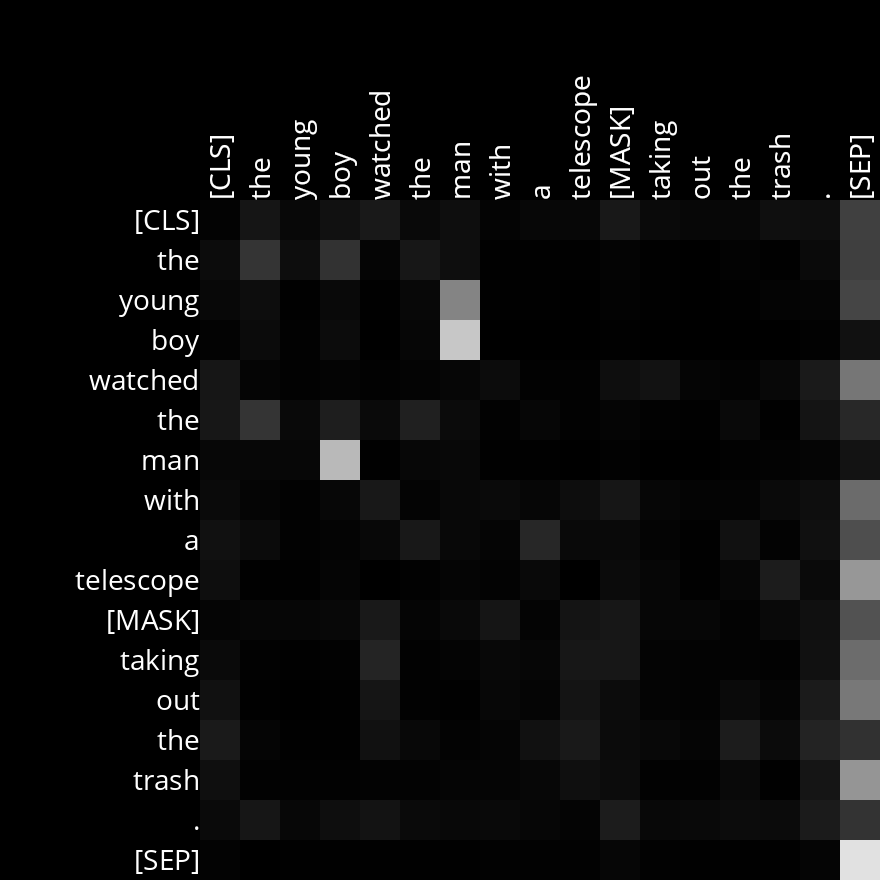 [CLS] the young boy watched the man with a telescope [MASK] taking out the trash . [SEP]
[CLS]
the
young
boy
watched
the
man
with
a
telescope
[MASK]
taking
out
the
trash
.
[SEP]